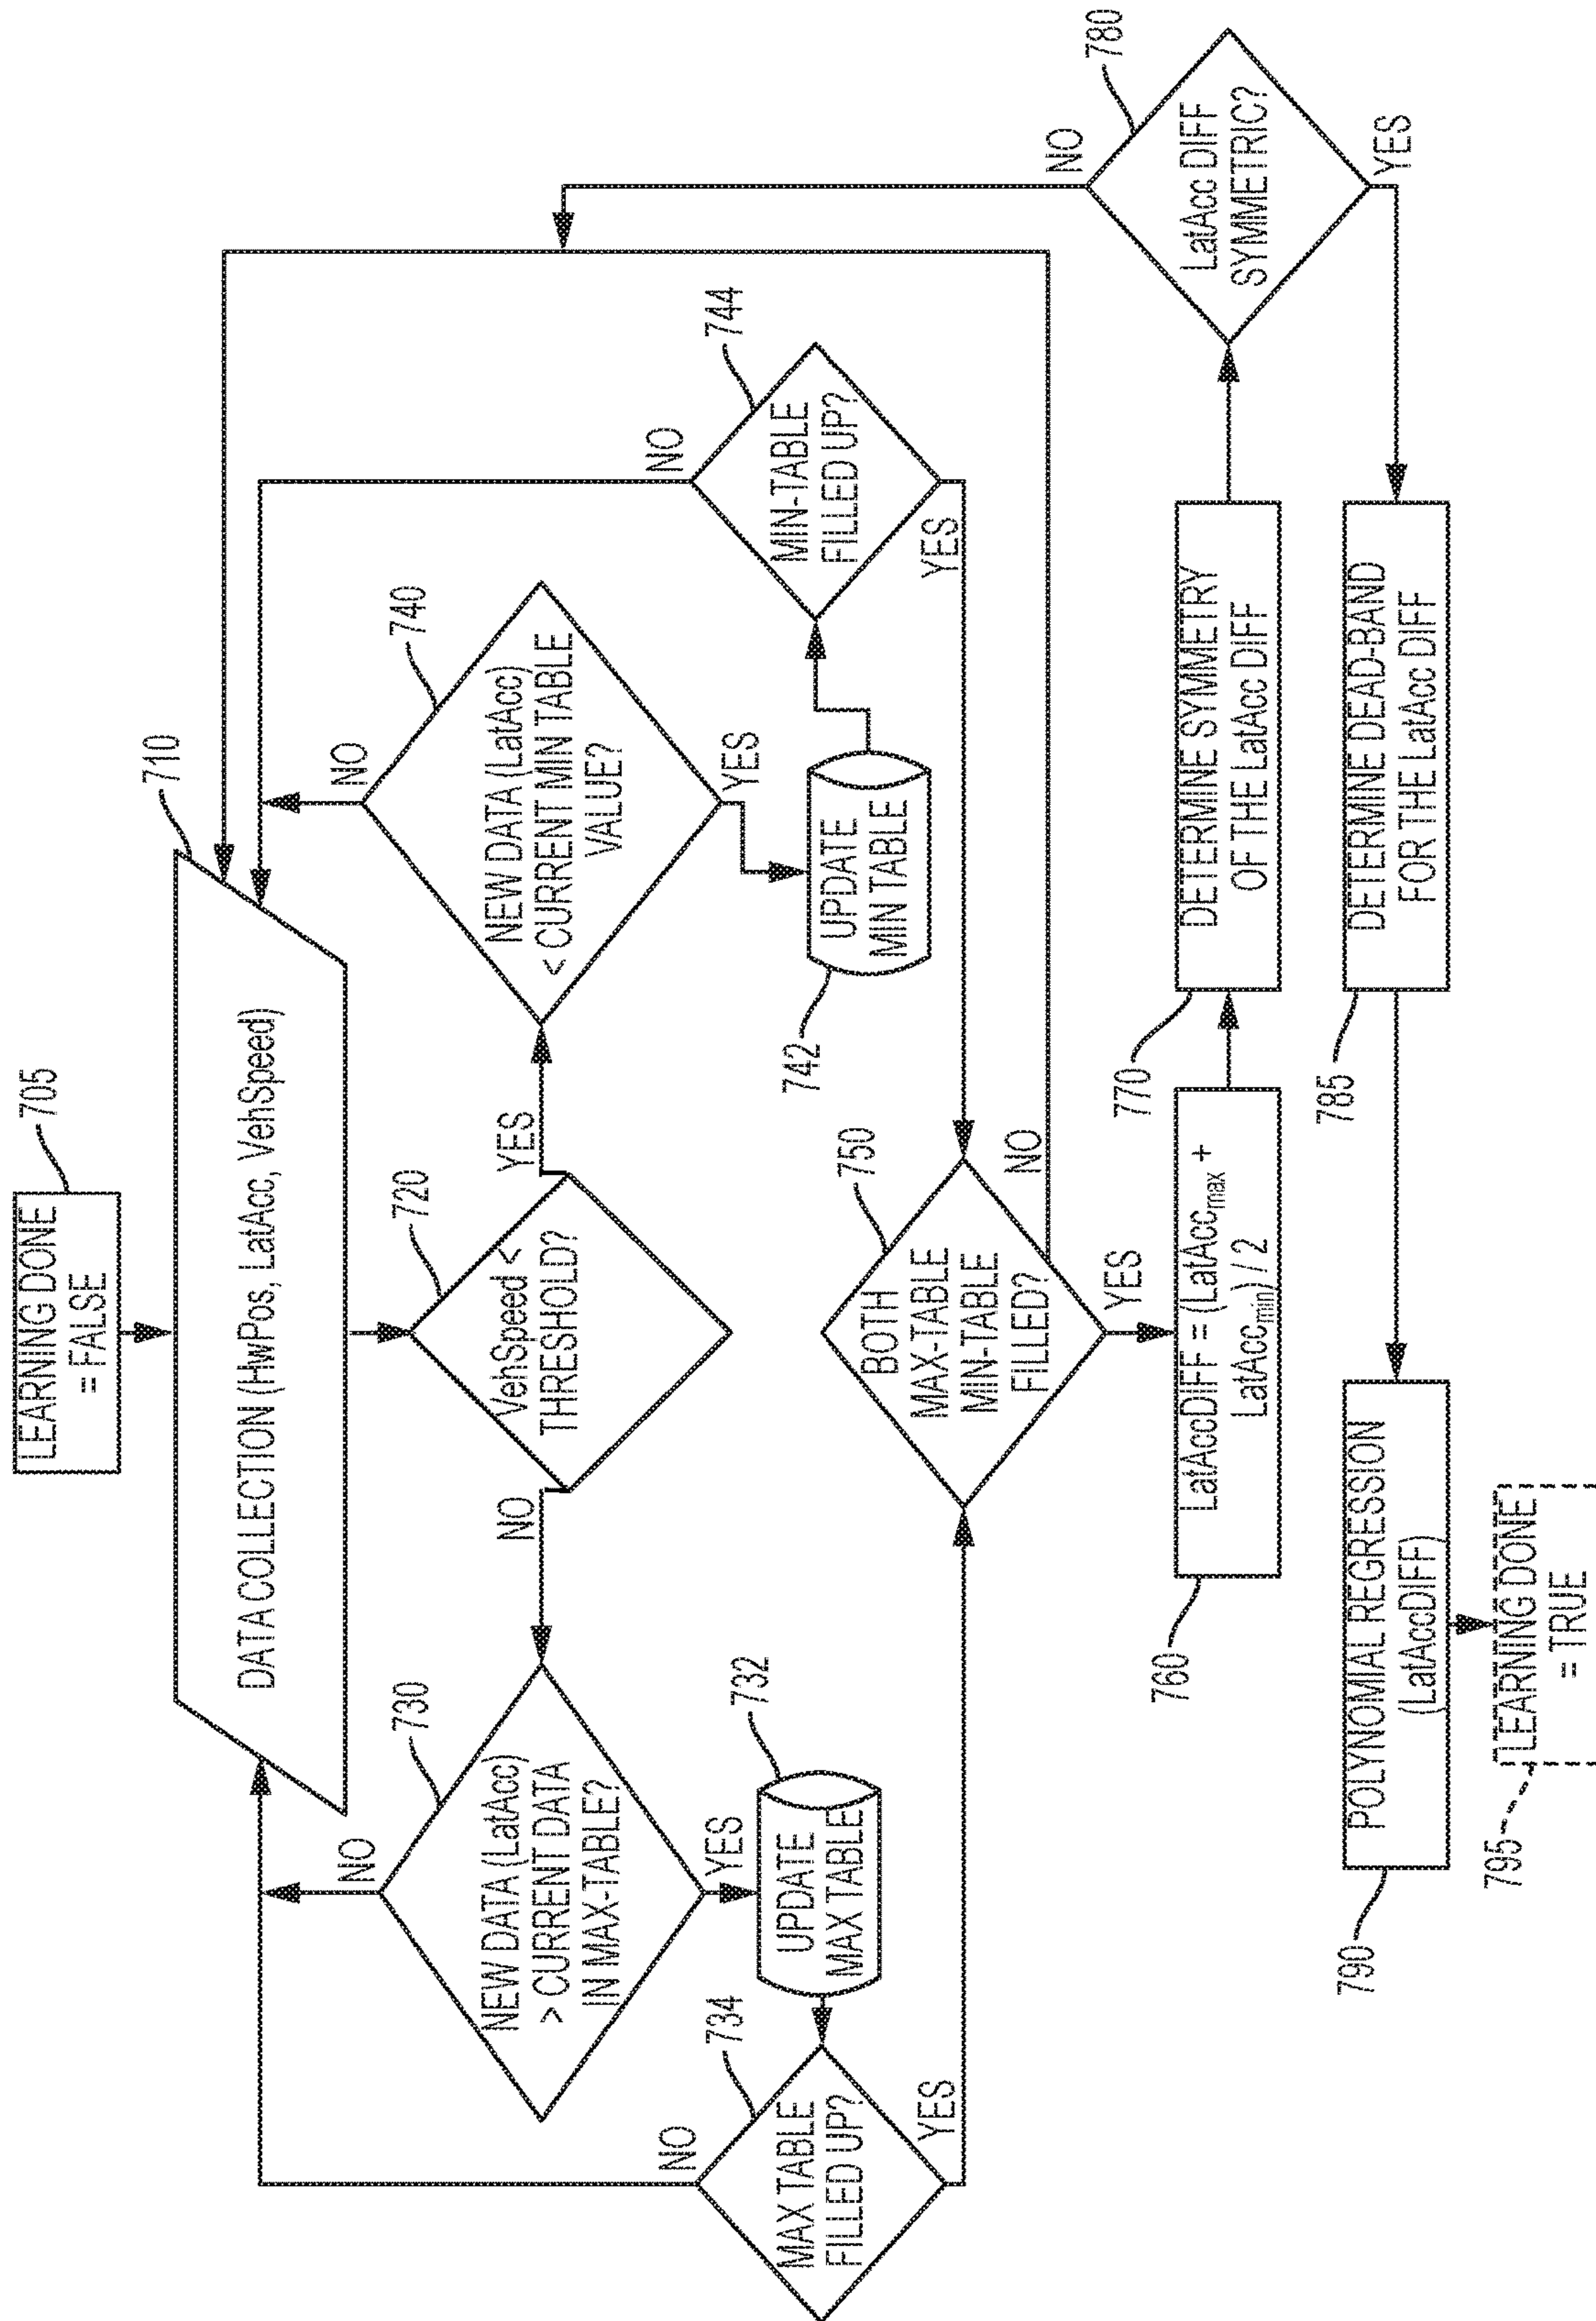 LEARNING DONE
= FALSE
705
DATA COLLECTION (HwPos, LatAcc, VehSpeed)
710
VehSpeed <
THRESHOLD?
720
NO
YES
NEW DATA (LatAcc)
> CURRENT DATA
IN MAX-TABLE?
730
NO
YES
UPDATE
MAX TABLE
732
MAX TABLE
FILLED UP?
734
NO
YES
NEW DATA (LatAcc)
< CURRENT MIN TABLE
VALUE?
740
NO
YES
UPDATE
MIN TABLE
742
MIN-TABLE
FILLED UP?
744
NO
YES
BOTH
MAX-TABLE
MIN-TABLE
FILLED?
750
NO
YES
LatAccDIFF = (LatAccmax +
LatAccmin) / 2
760
DETERMINE SYMMETRY
OF THE LatAcc DIFF
770
LatAcc DIFF
SYMMETRIC?
780
NO
YES
DETERMINE DEAD-BAND
FOR THE LatAcc DIFF
785
POLYNOMIAL REGRESSION
(LatAccDIFF)
790
LEARNING DONE
= TRUE
795